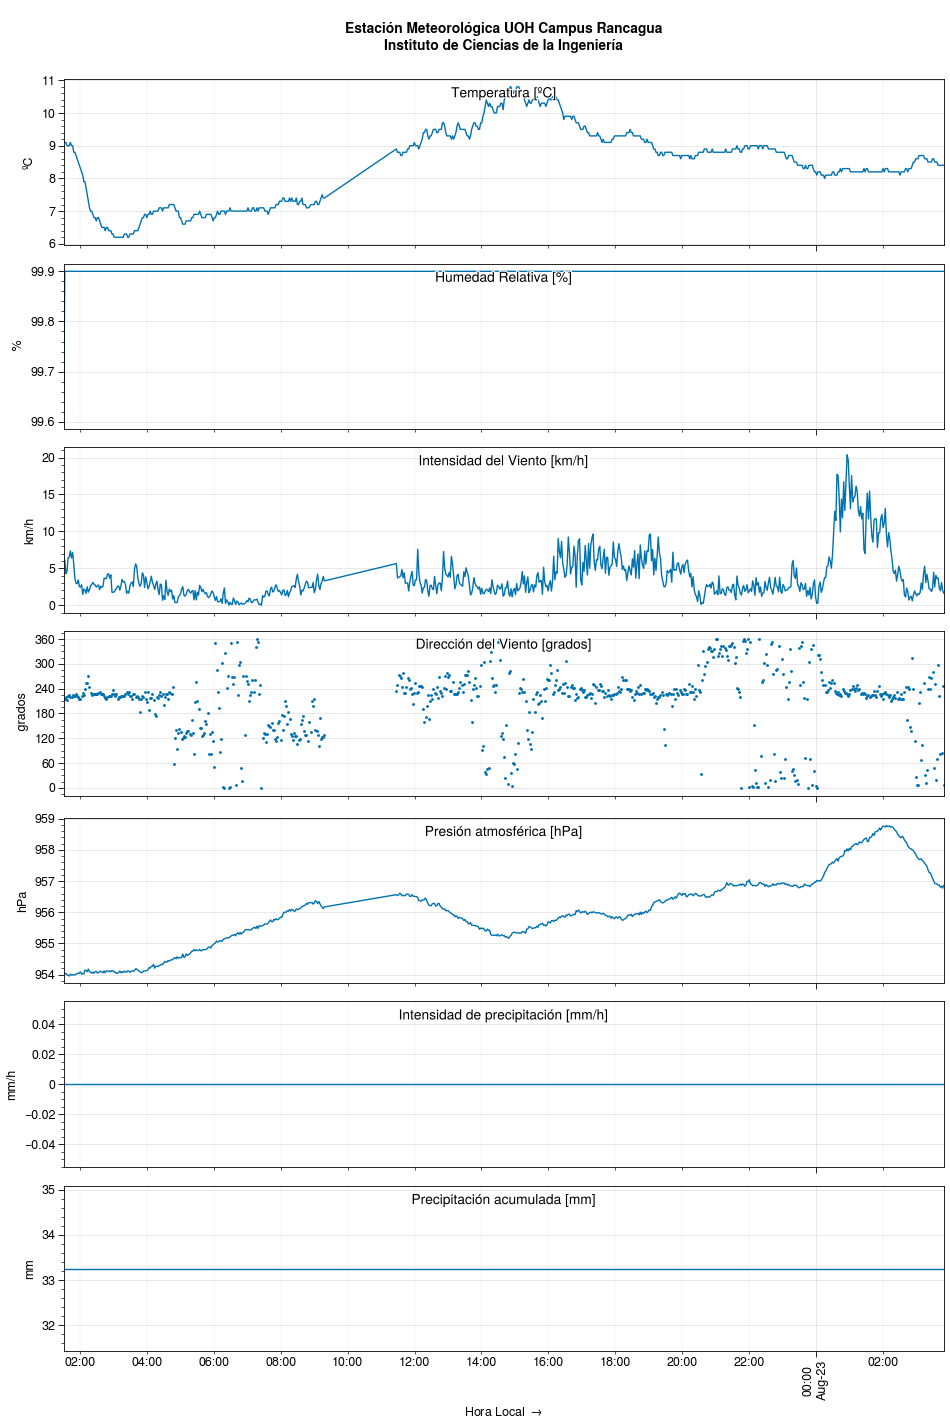 Estación Meteorológica UOH Campus Rancagua
Instituto de Ciencias de la Ingeniería
Temperatura [ºC]
ºC
11
10
9
8
7
6
Humedad Relativa [%]
%
99.9
99.8
99.7
99.6
Intensidad del Viento [km/h]
km/h
20
15
10
5
0
Dirección del Viento [grados]
grados
360
300
240
180
120
60
0
Presión atmosférica [hPa]
hPa
959
958
957
956
955
954
Intensidad de precipitación [mm/h]
mm/h
0.04
0.02
0
−0.02
−0.04
Precipitación acumulada [mm]
mm
35
34
33
32
02:00 04:00 06:00 08:00 10:00 12:00 14:00 16:00 18:00 20:00 22:00 00:00 02:00
Aug-23
Hora Local →